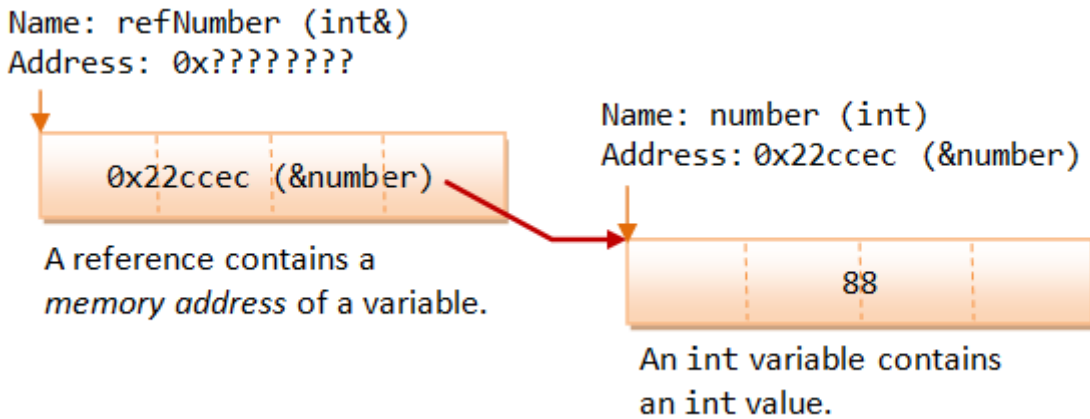 Name: refNumber (int&)
Address: 0x????????
0x22ccec (&number)
A reference contains a
memory address of a variable.
Name: number (int)
Address: 0x22ccec (&number)
88
An int variable contains
an int value.